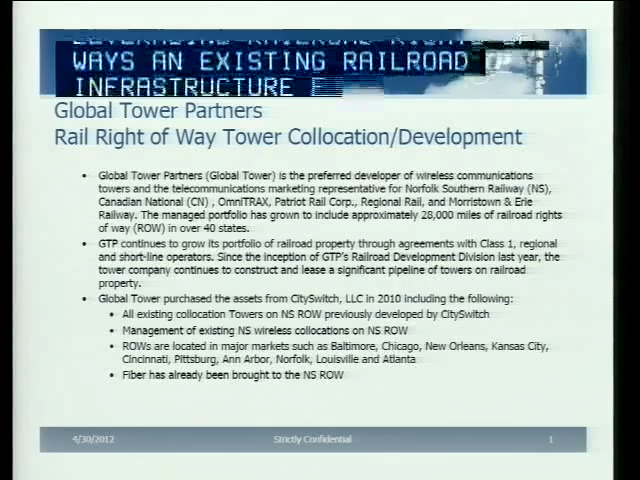 LEVERAGING RAILROAD RIGHTS OF
WAYS AN EXISTING RAILROAD
INFRASTRUCTURE
Global Tower Partners
Rail Right of Way Tower Collocation/Development
• Global Tower Partners (Global Tower) is the preferred developer of wireless communications
towers and the telecommunications marketing representative for Norfolk Southern Railway (NS),
Canadian National (CN) , OmniTRAX, Patriot Rail Corp., Regional Rail, and Morristown & Erie
Railway. The managed portfolio has grown to include approximately 28,000 miles of railroad rights
of way (ROW) in over 40 states.
• GTP continues to grow its portfolio of railroad property through agreements with Class 1, regional
and short-line operators. Since the inception of GTP's Railroad Development Division last year, the
tower company continues to construct and lease a significant pipeline of towers on railroad
property.
• Global Tower purchased the assets from CitySwitch, LLC in 2010 including the following:
• All existing collocation Towers on NS ROW previously developed by CitySwitch
• Management of existing NS wireless collocations on NS ROW
• ROWs are located in major markets such as Baltimore, Chicago, New Orleans, Kansas City,
Cincinnati, Pittsburg, Ann Arbor, Norfolk, Louisville and Atlanta
• Fiber has already been brought to the NS ROW
4/30/2012 Strictly Confidential 1